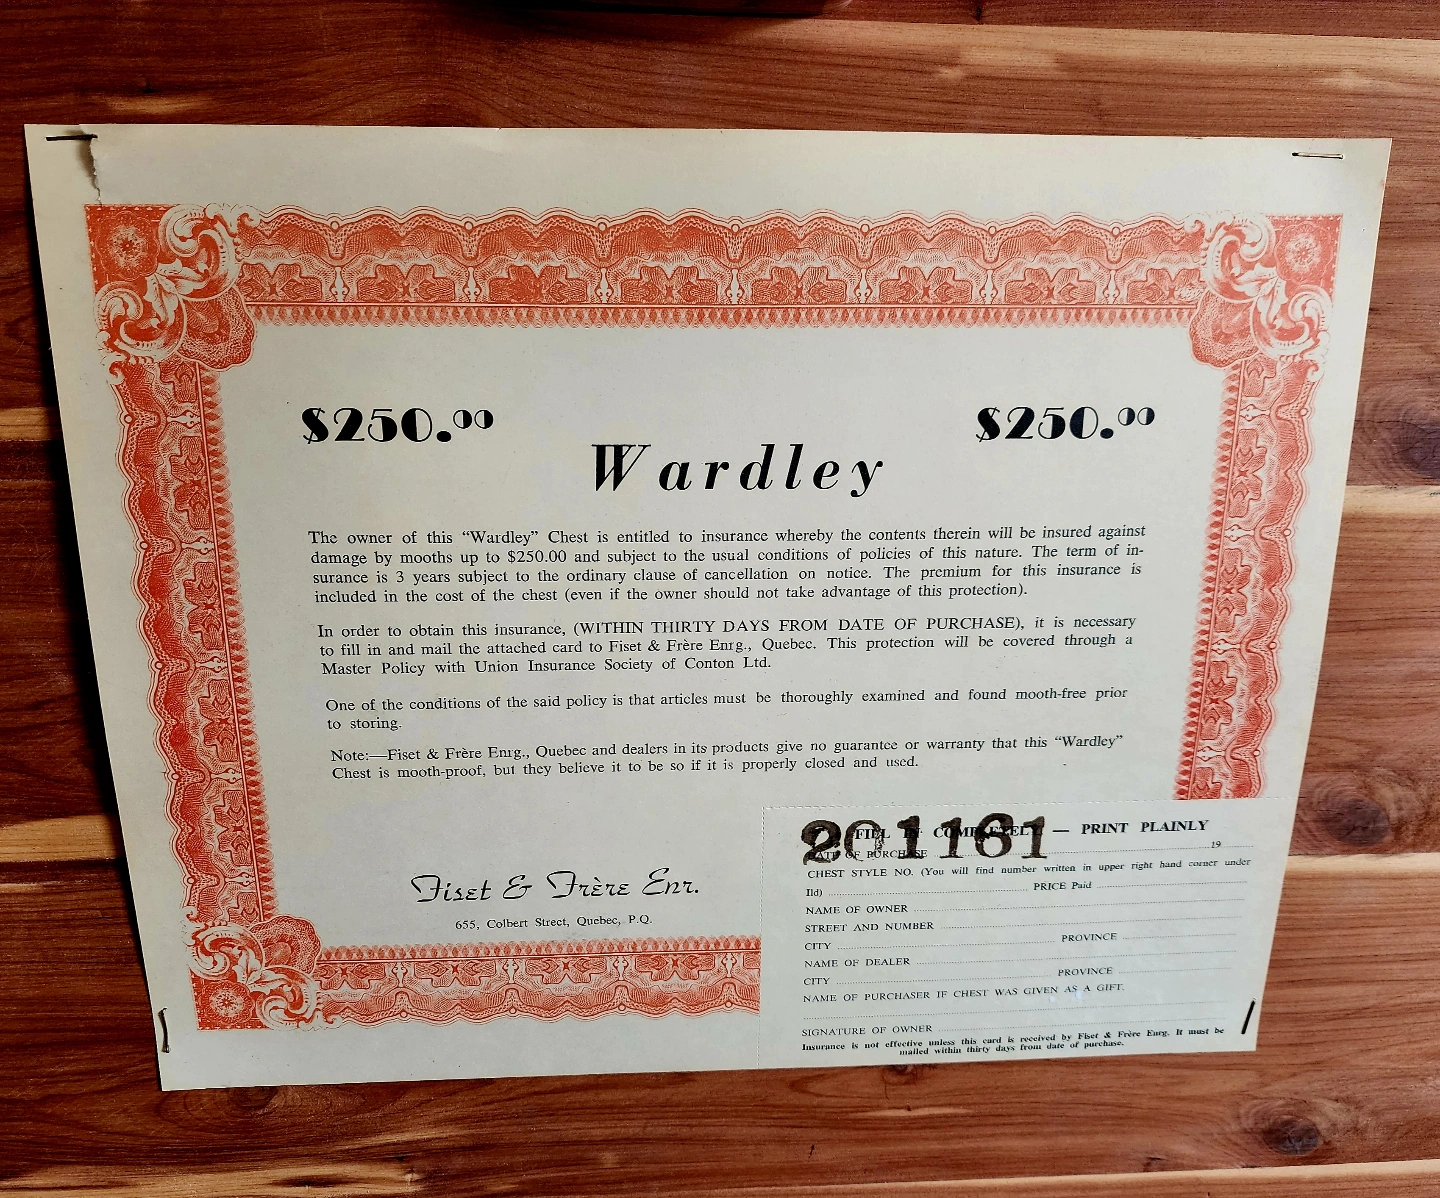 $250.00 $250.00
Wardley
The owner of this “Wardley” Chest is entitled to insurance whereby the contents therein will be insured against
damage by mooths up to $250.00 and subject to the usual conditions of policies of this nature. The term of in-
surance is 3 years subject to the ordinary clause of cancellation on notice. The premium for this insurance is
included in the cost of the chest (even if the owner should not take advantage of this protection).
In order to obtain this insurance, (WITHIN THIRTY DAYS FROM DATE OF PURCHASE), it is necessary
to fill in and mail the attached card to Fiset & Frère Enrg., Quebec. This protection will be covered through a
Master Policy with Union Insurance Society of Conton Ltd.
One of the conditions of the said policy is that articles must be thoroughly examined and found mooth-free prior
to storing.
Note:—Fiset & Frère Enrg., Quebec and dealers in its products give no guarantee or warranty that this “Wardley”
Chest is mooth-proof, but they believe it to be so if it is properly closed and used.
Fiset & Frère Enr.
655, Colbert Street, Quebec, P.Q.
201161
FILL IN COMPLETELY — PRINT PLAINLY
DATE OF PURCHASE 19
CHEST STYLE NO. (You will find number written in upper right hand corner under
lid) PRICE Paid
NAME OF OWNER
STREET AND NUMBER
CITY PROVINCE
NAME OF DEALER
CITY PROVINCE
NAME OF PURCHASER IF CHEST WAS GIVEN AS A GIFT.
SIGNATURE OF OWNER
Insurance is not effective unless this card is received by Fiset & Frère Enrg. It must be
mailed within thirty days from date of purchase.